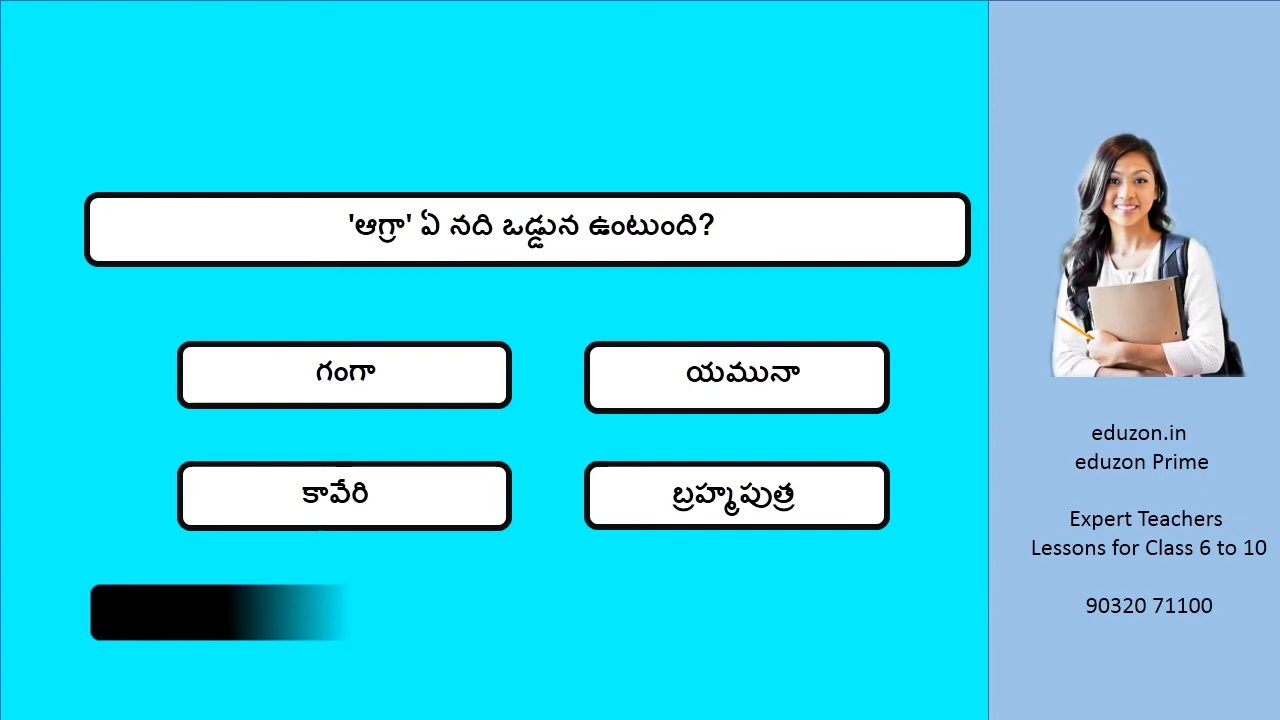 'ఆగ్రా' ఏ నది ఒడ్డున ఉంటుంది?
గంగా
యమునా
కావేరి
బ్రహ్మపుత్ర
eduzon.in
eduzon Prime
Expert Teachers
Lessons for Class 6 to 10
90320 71100